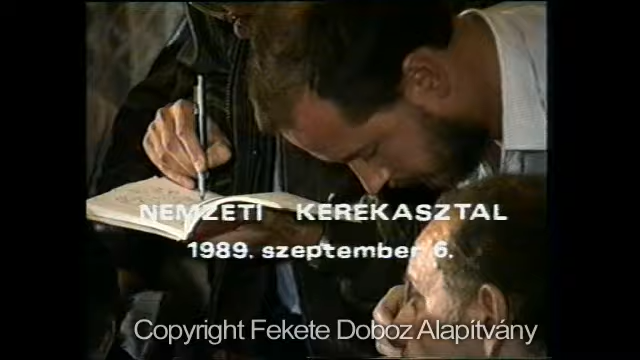 NEMZETI KEREKASZTAL
1989. szeptember 6.
Copyright Fekete Doboz Alapítvány